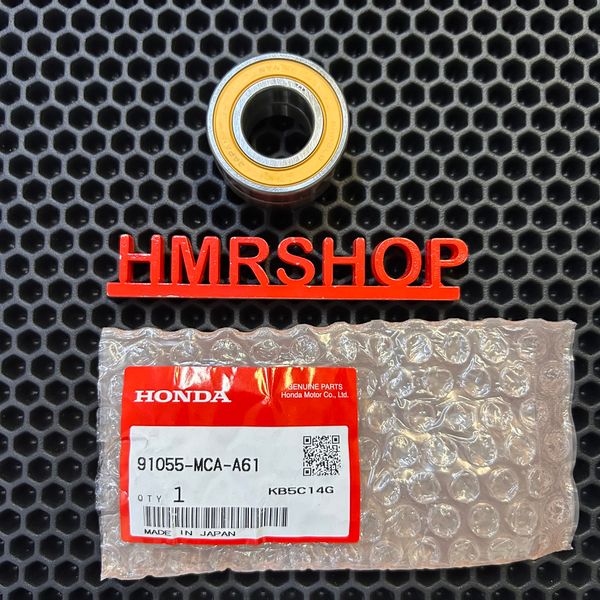 HMRSHOP
HONDA
GENUINE PARTS
Honda Motor Co., Ltd.
91055-MCA-A61
KB5C14G
QTY 1
MADE IN JAPAN